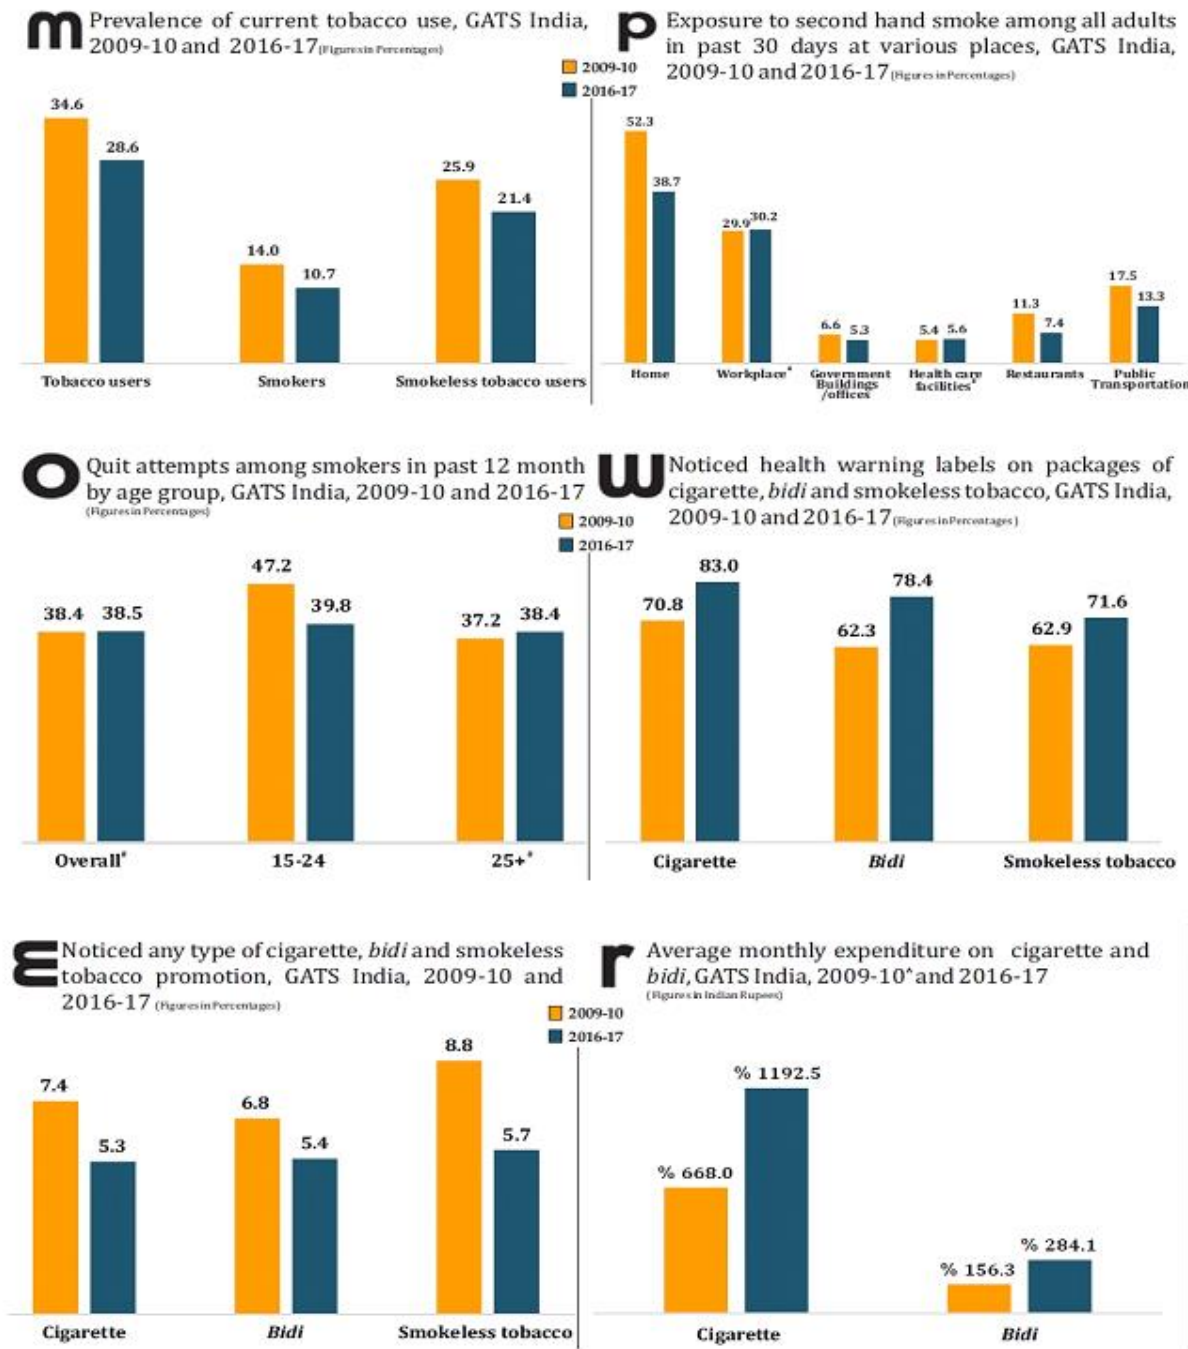 m Prevalence of current tobacco use, GATS India,
2009-10 and 2016-17 (Figures in Percentages)
2009-10
2016-17
34.6
28.6
14.0
10.7
25.9
21.4
Tobacco users
Smokers
Smokeless tobacco users
p Exposure to second hand smoke among all adults
in past 30 days at various places, GATS India,
2009-10 and 2016-17 (Figures in Percentages)
52.3
38.7
29.9
30.2
6.6
5.3
5.4
5.6
11.3
7.4
17.5
13.3
Home
Workplace#
Government
Buildings
/offices
Health care
facilities#
Restaurants
Public
Transportation
O Quit attempts among smokers in past 12 month
by age group, GATS India, 2009-10 and 2016-17
(Figures in Percentages)
2009-10
2016-17
38.4
38.5
47.2
39.8
37.2
38.4
Overall#
15-24
25+#
W Noticed health warning labels on packages of
cigarette, bidi and smokeless tobacco, GATS India,
2009-10 and 2016-17 (Figures in Percentages)
70.8
83.0
62.3
78.4
62.9
71.6
Cigarette
Bidi
Smokeless tobacco
E Noticed any type of cigarette, bidi and smokeless
tobacco promotion, GATS India, 2009-10 and
2016-17 (Figures in Percentages)
2009-10
2016-17
7.4
5.3
6.8
5.4
8.8
5.7
Cigarette
Bidi
Smokeless tobacco
r Average monthly expenditure on cigarette and
bidi, GATS India, 2009-10^ and 2016-17
(Figures in Indian Rupees)
% 668.0
% 1192.5
% 156.3
% 284.1
Cigarette
Bidi